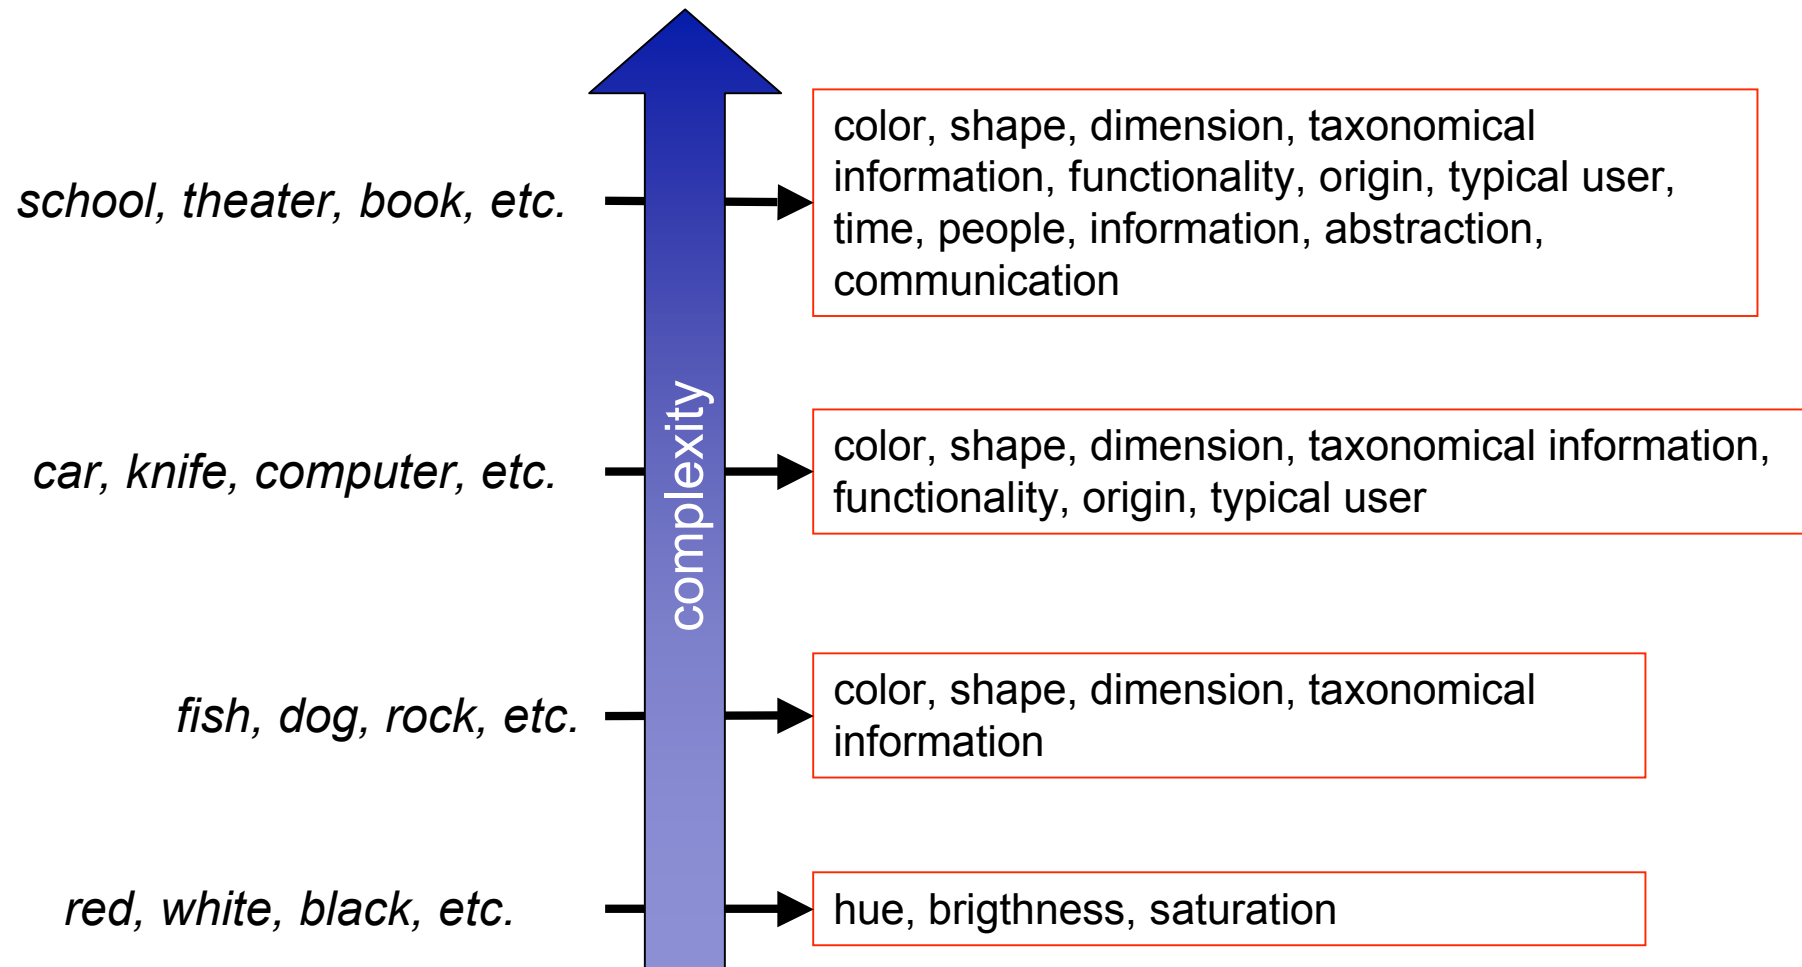 school, theater, book, etc.
color, shape, dimension, taxonomical
information, functionality, origin, typical user,
time, people, information, abstraction,
communication
complexity
car, knife, computer, etc.
color, shape, dimension, taxonomical information,
functionality, origin, typical user
fish, dog, rock, etc.
color, shape, dimension, taxonomical
information
red, white, black, etc.
hue, brigthness, saturation